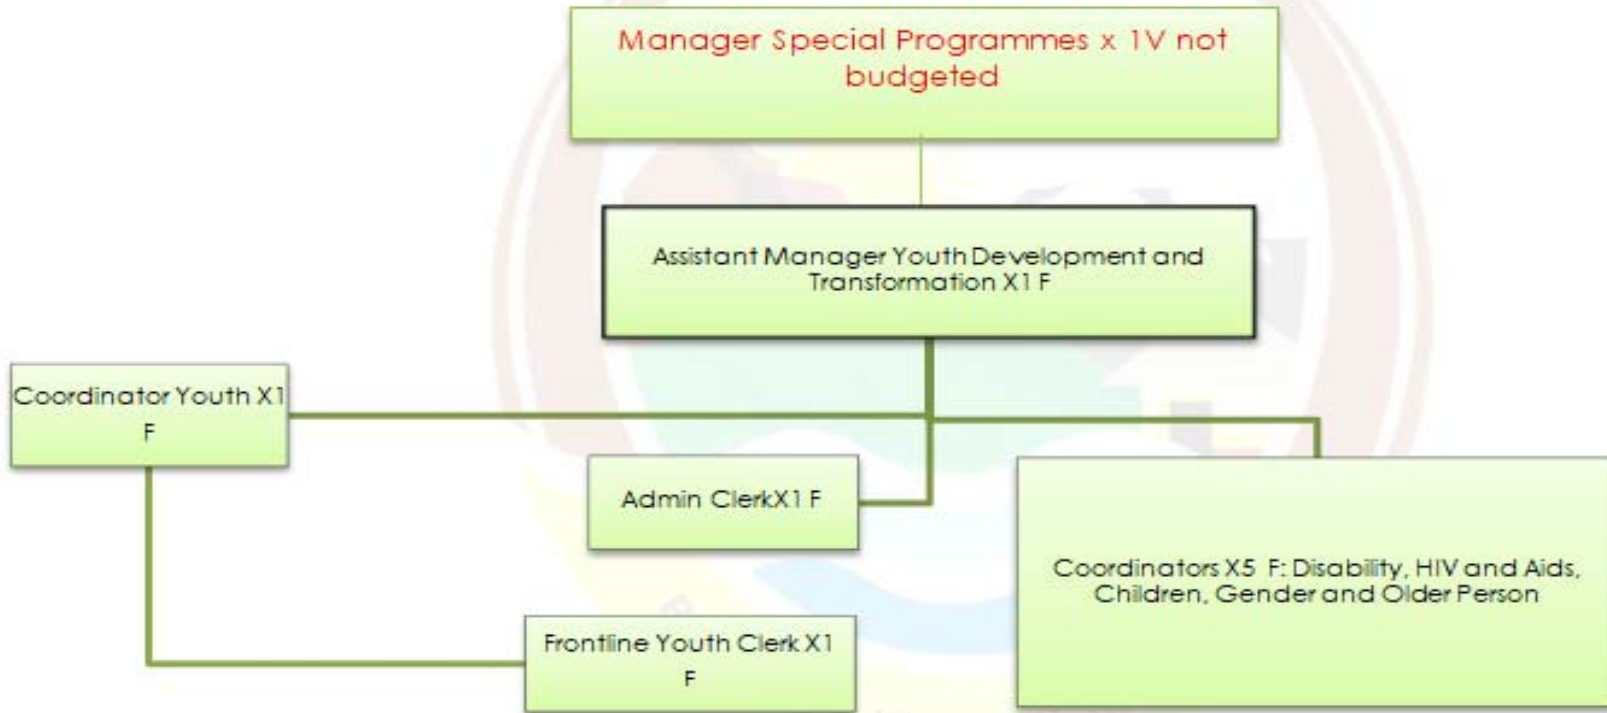 Manager Special Programmes x 1V not
budgeted
Assistant Manager Youth Development and
Transformation X1 F
Coordinator Youth X1
F
Admin ClerkX1 F
Coordinators X5 F: Disability, HIV and Aids,
Children, Gender and Older Person
Frontline Youth Clerk X1
F